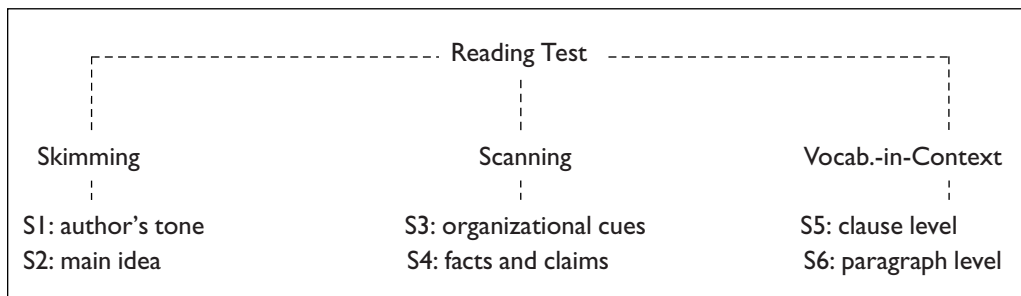 Reading Test
Skimming Scanning Vocab.-in-Context
S1: author's tone S3: organizational cues S5: clause level
S2: main idea S4: facts and claims S6: paragraph level